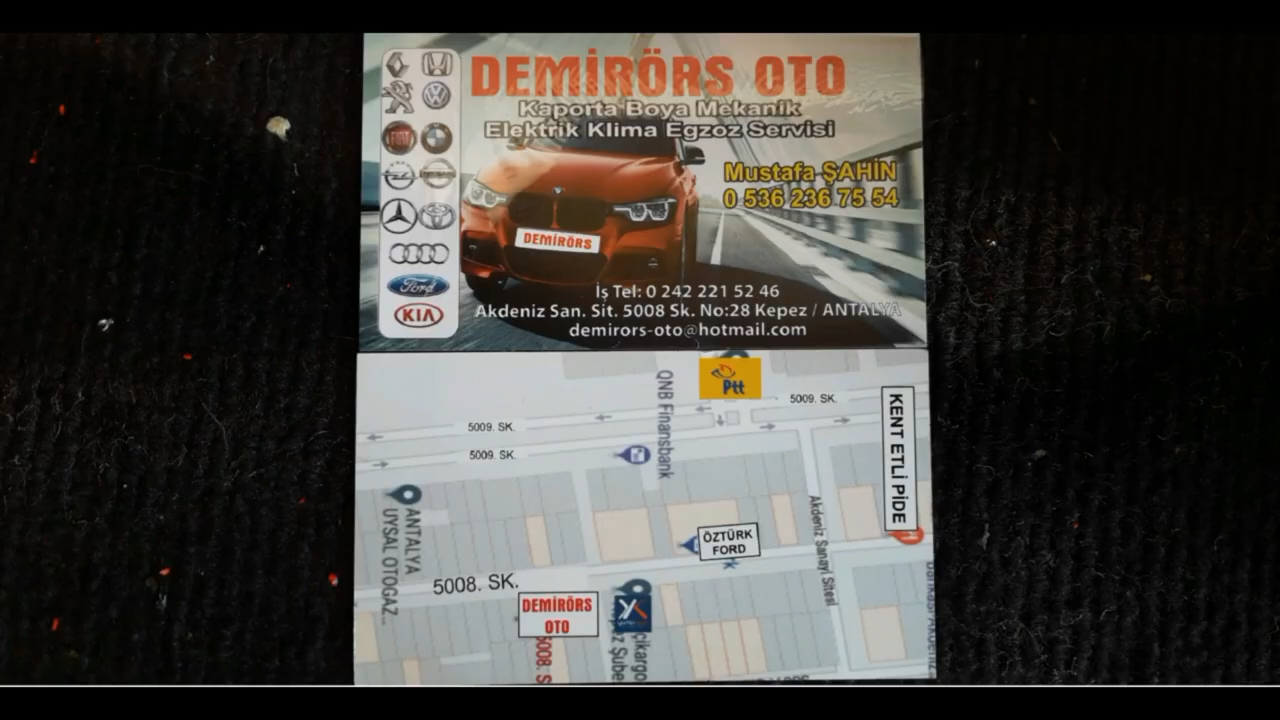 DEMİRÖRS OTO
Kaporta Boya Mekanik
Elektrik Klima Egzoz Servisi
Mustafa ŞAHİN
0 536 236 75 54
DEMİRÖRS
FIAT
Ford
KIA
İş Tel: 0 242 221 52 46
Akdeniz San. Sit. 5008 Sk. No:28 Kepez / ANTALYA
demirors-oto@hotmail.com
Ptt
QNB Finansbank
5009. SK.
5009. SK.
5009. SK.
KENT ETLİ PİDE
ANTALYA
UYSAL OTOGAZ...
Akdeniz Sanayi Sitesi
ÖZTÜRK
FORD
5008. SK.
DEMİRÖRS
OTO
5008. S